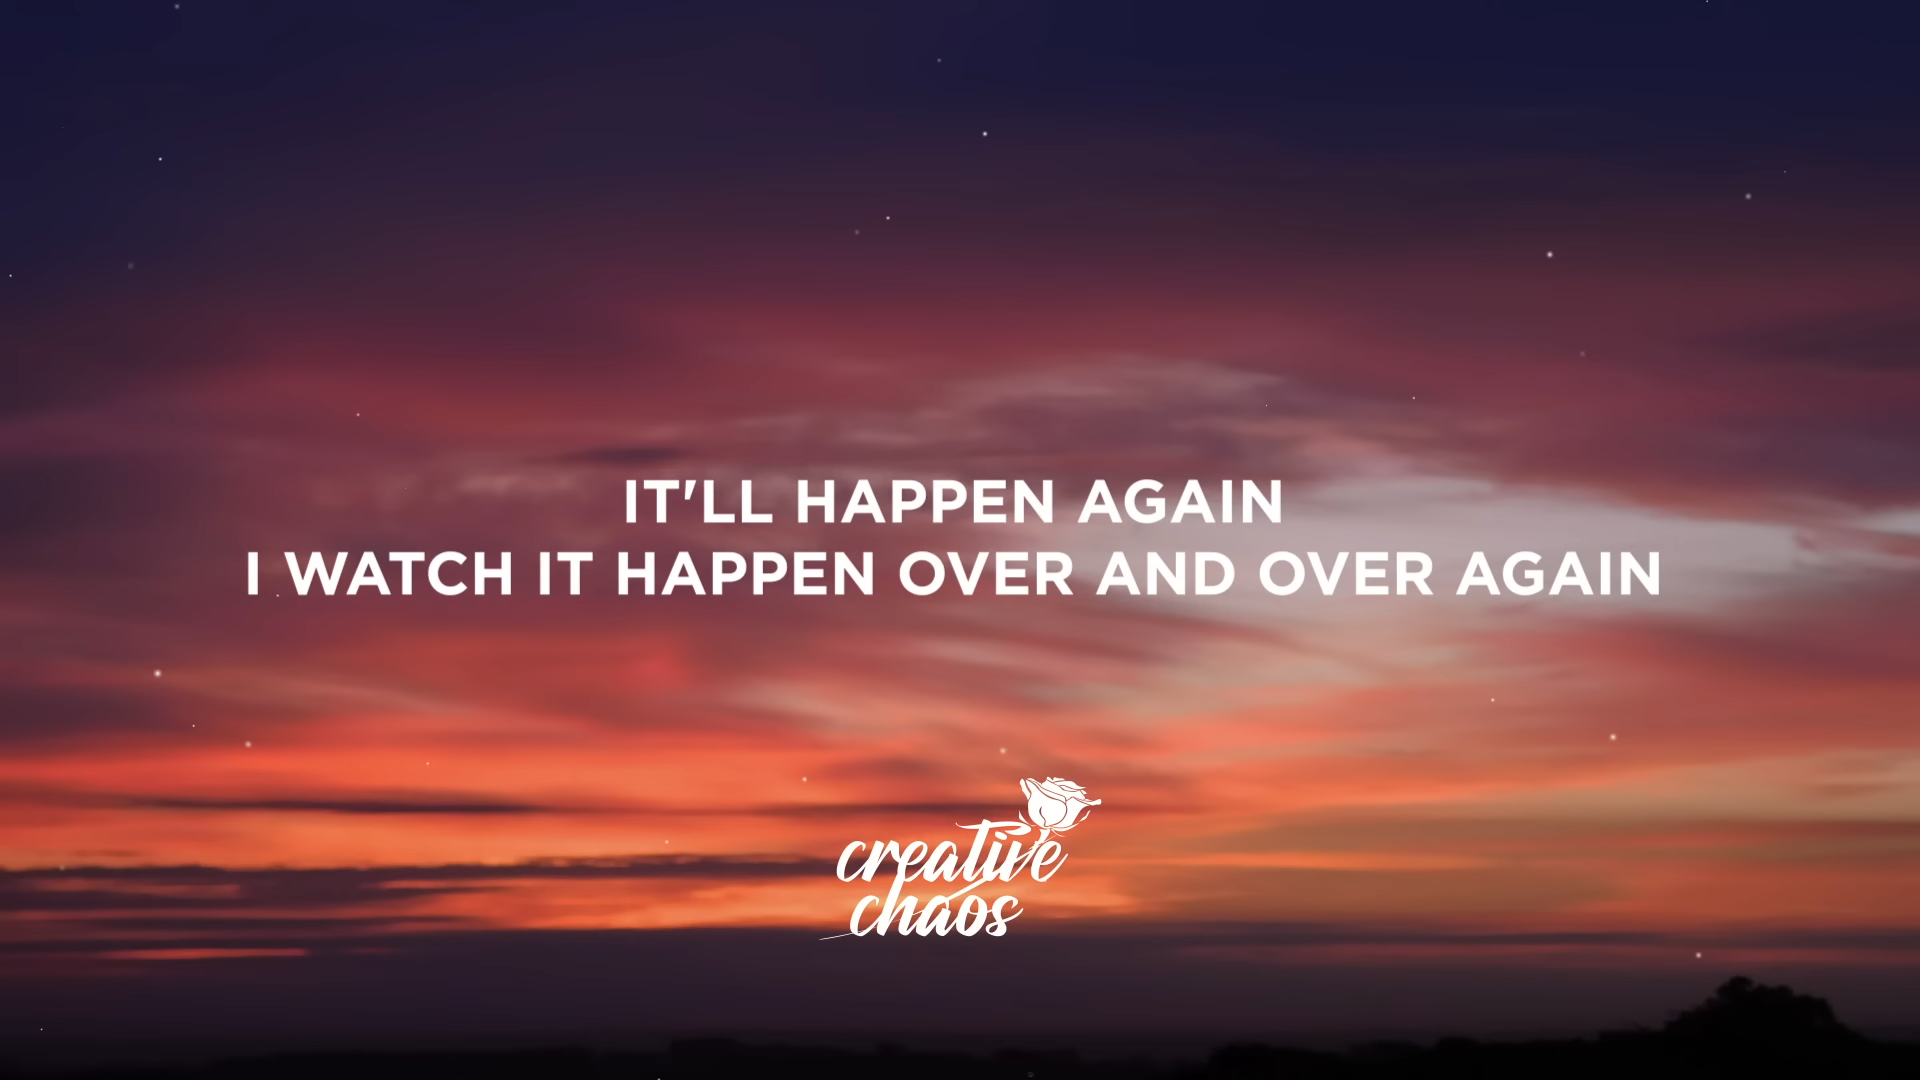 IT'LL HAPPEN AGAIN
I WATCH IT HAPPEN OVER AND OVER AGAIN
creative
chaos